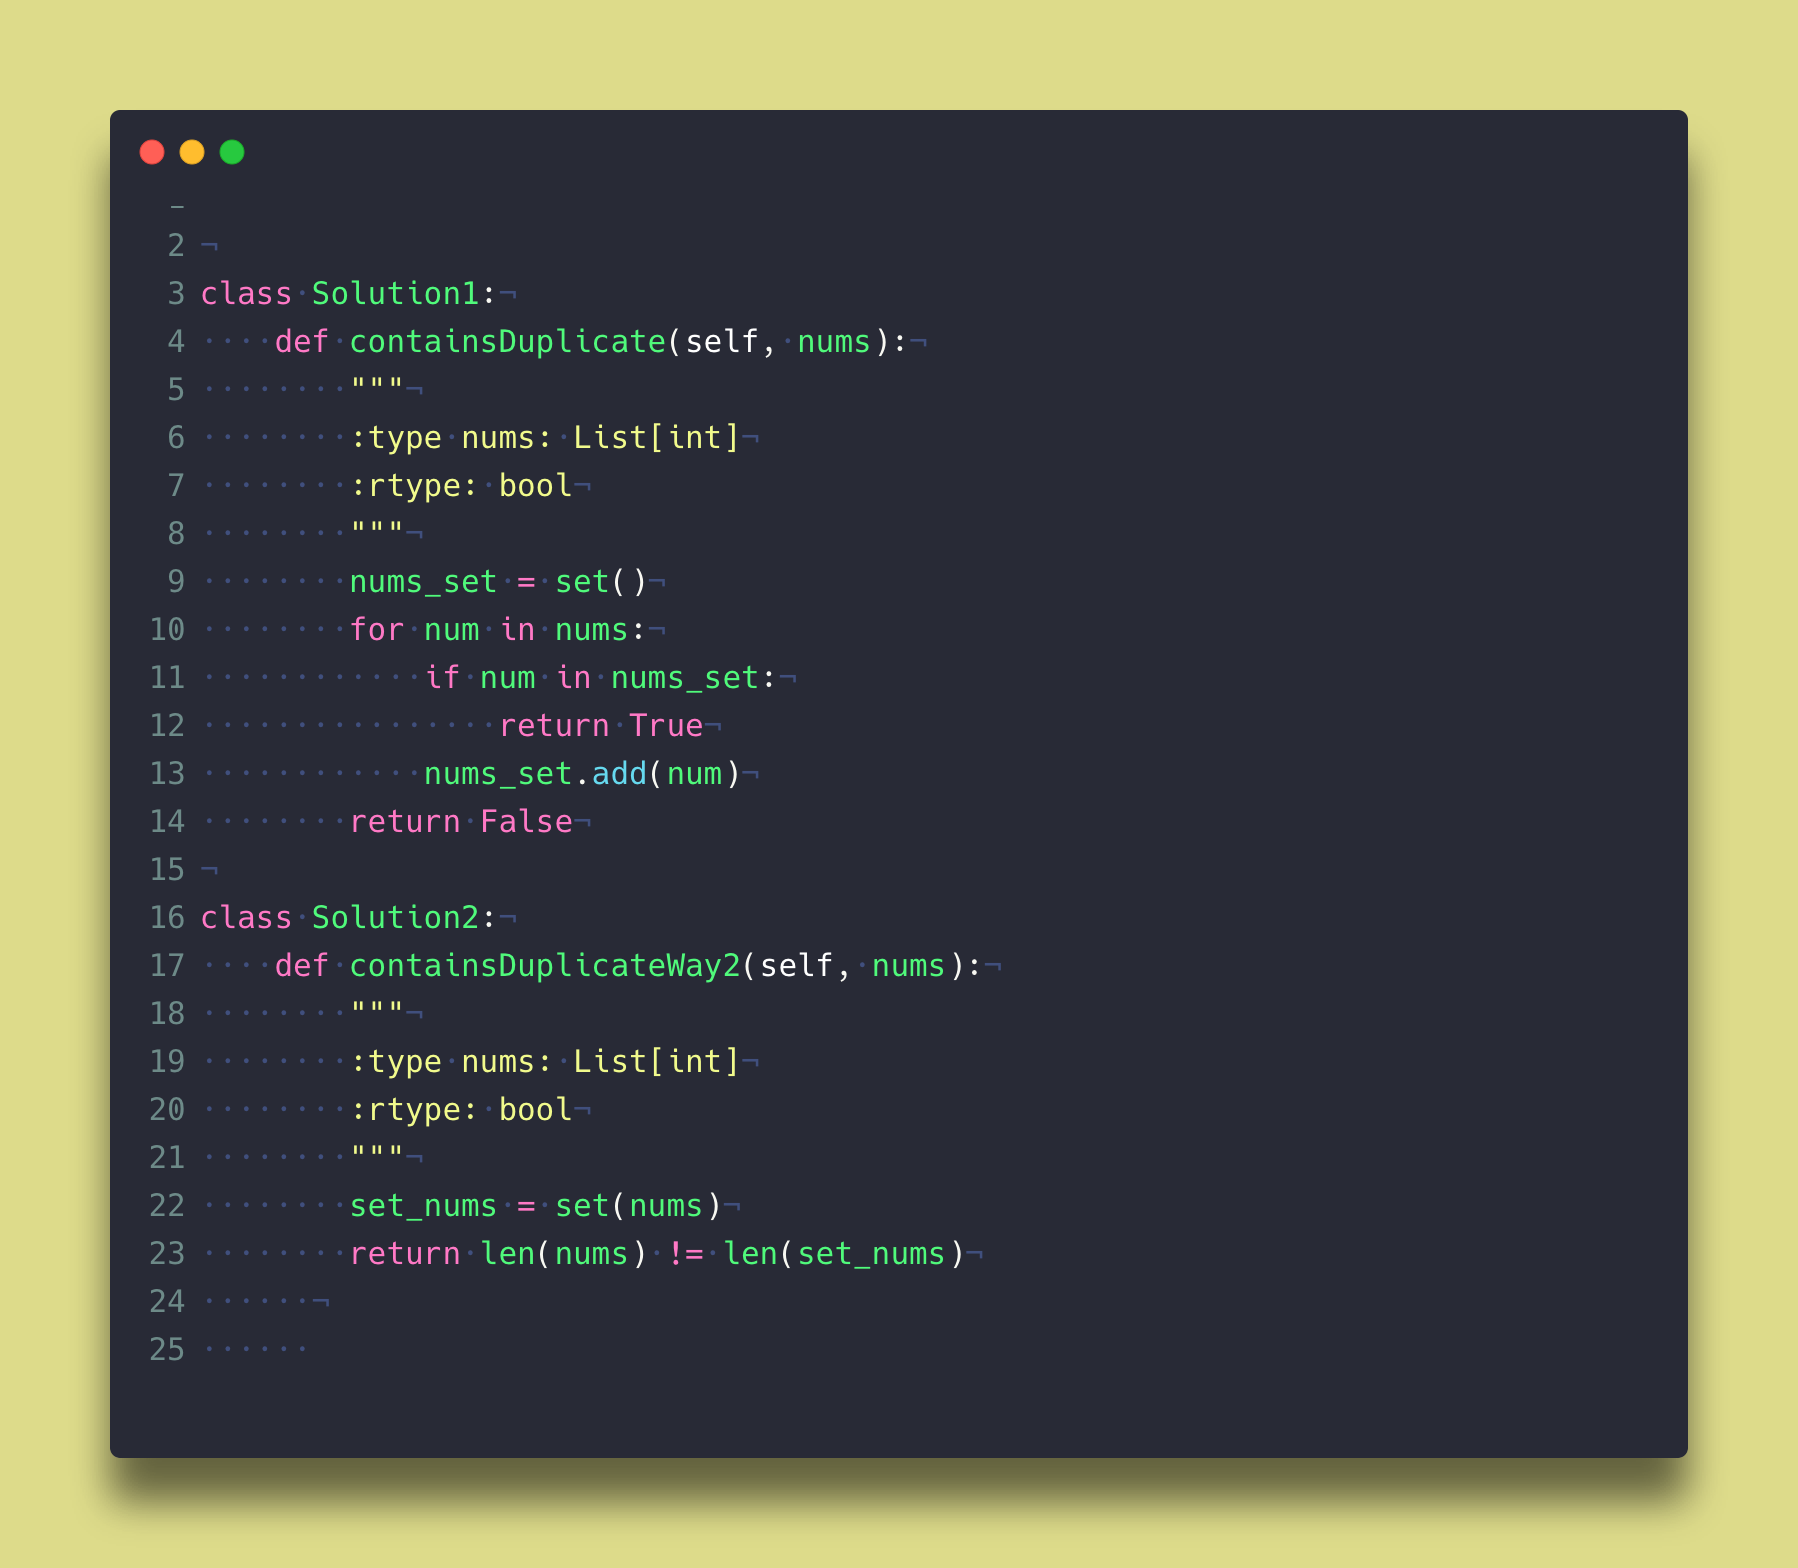 2
3 class Solution1:
4     def containsDuplicate(self, nums):
5         """
6         :type nums: List[int]
7         :rtype: bool
8         """
9         nums_set = set()
10         for num in nums:
11             if num in nums_set:
12                 return True
13             nums_set.add(num)
14         return False
15
16 class Solution2:
17     def containsDuplicateWay2(self, nums):
18         """
19         :type nums: List[int]
20         :rtype: bool
21         """
22         set_nums = set(nums)
23         return len(nums) != len(set_nums)
24
25